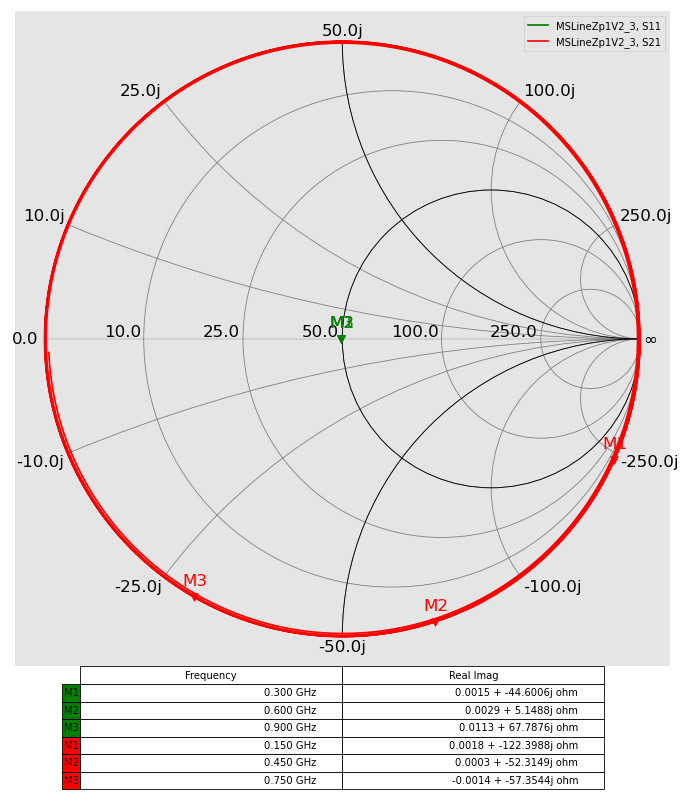 MSLineZp1V2_3, S11
MSLineZp1V2_3, S21
50.0j
25.0j
100.0j
10.0j
250.0j
M1
0.0
10.0
25.0
50.0
100.0
250.0
∞
M1
-10.0j
-250.0j
-25.0j
M3
M2
-100.0j
-50.0j
Frequency Real Imag
M1 0.300 GHz 0.0015 + -44.6006j ohm
M2 0.600 GHz 0.0029 + 5.1488j ohm
M3 0.900 GHz 0.0113 + 67.7876j ohm
M1 0.150 GHz 0.0018 + -122.3988j ohm
M2 0.450 GHz 0.0003 + -52.3149j ohm
M3 0.750 GHz -0.0014 + -57.3544j ohm